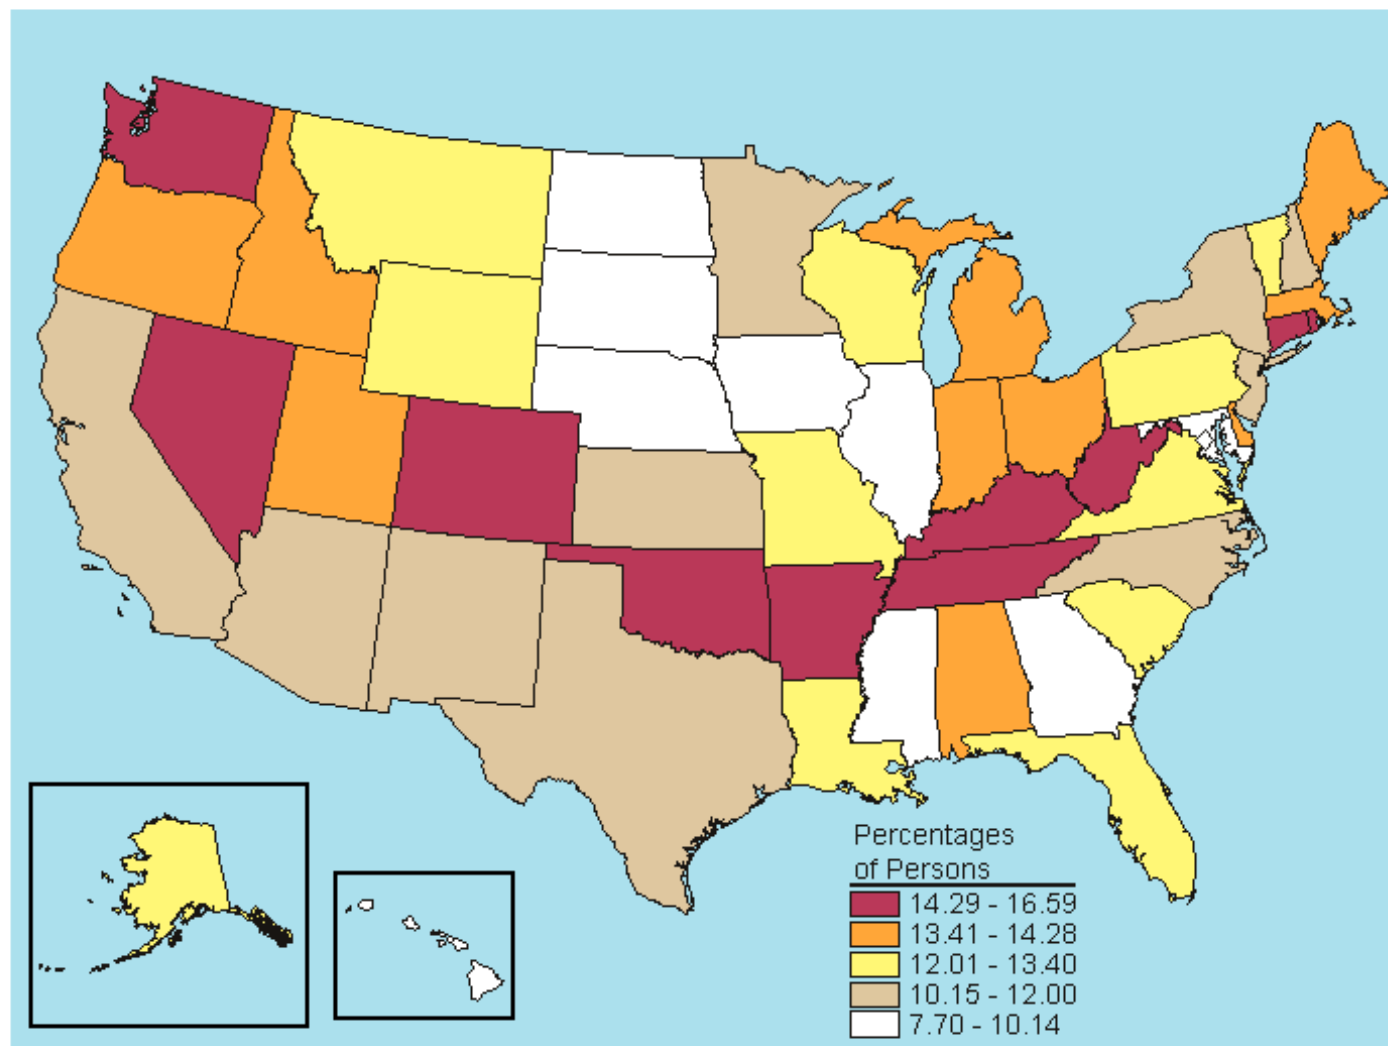 Percentages
of Persons
14.29 - 16.59
13.41 - 14.28
12.01 - 13.40
10.15 - 12.00
7.70 - 10.14